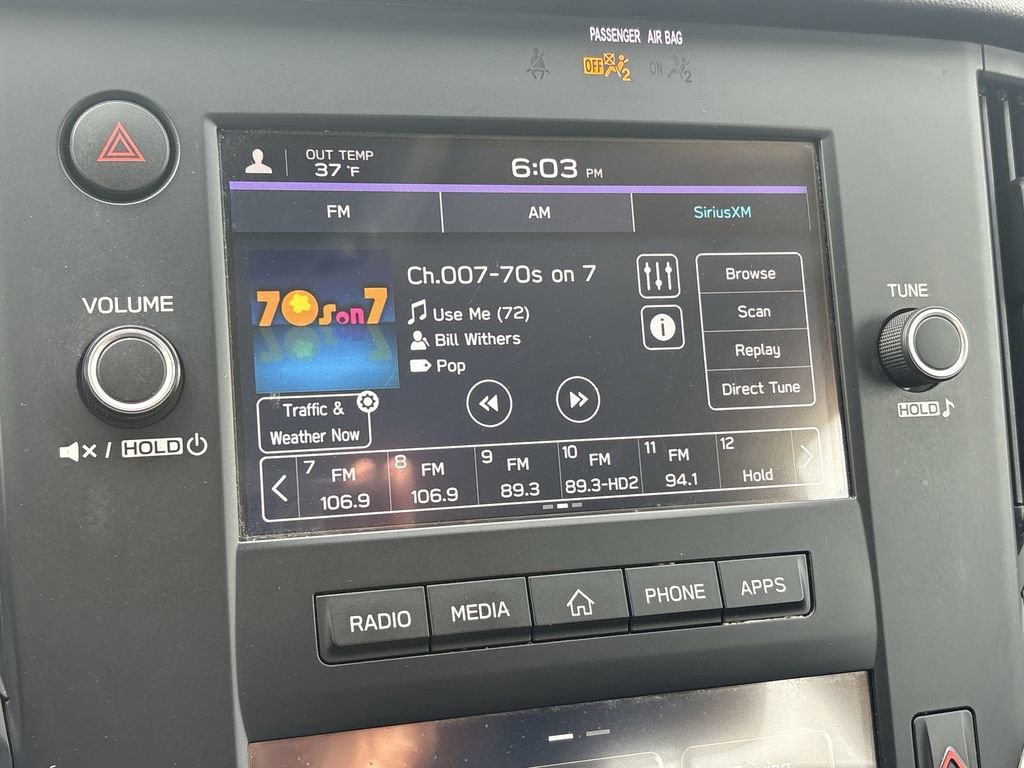 PASSENGER AIR BAG
OFF 2 ON 2
OUT TEMP
37 °F
6:03 PM
FM AM SiriusXM
70s on 7
Ch.007-70s on 7
Use Me (72)
Bill Withers
Pop
Browse
Scan
Replay
Direct Tune
Traffic &
Weather Now
7 FM 106.9
8 FM 106.9
9 FM 89.3
10 FM 89.3-HD2
11 FM 94.1
12 Hold
VOLUME
/ HOLD
TUNE
HOLD
RADIO MEDIA PHONE APPS